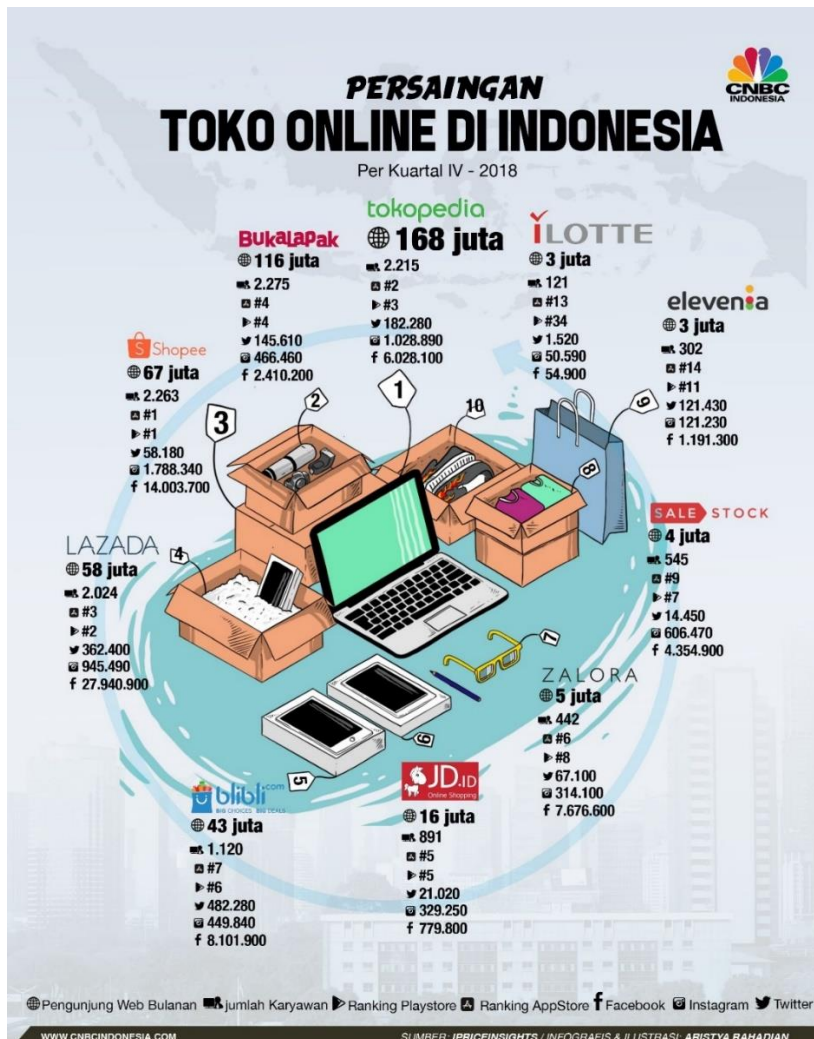 CNBC
INDONESIA
PERSAINGAN
TOKO ONLINE DI INDONESIA
Per Kuartal IV - 2018
tokopedia
168 juta
2.215
#2
#3
182.280
1.028.890
6.028.100
BukaLapak
116 juta
2.275
#4
#4
145.610
466.460
2.410.200
Shopee
67 juta
2.263
#1
#1
58.180
1.788.340
14.003.700
LAZADA
58 juta
2.024
#3
#2
362.400
945.490
27.940.900
blibli.com
BIG CHOICES BIG DEALS
43 juta
1.120
#7
#6
482.280
449.840
8.101.900
JD.ID
Online Shopping
16 juta
891
#5
#5
21.020
329.250
779.800
ZALORA
5 juta
442
#6
#8
67.100
314.100
7.676.600
SALE STOCK
4 juta
545
#9
#7
14.450
606.470
4.354.900
elevenia
3 juta
302
#14
#11
121.430
121.230
1.191.300
iLOTTE
3 juta
121
#13
#34
1.520
50.590
54.900
1
2
3
4
5
6
7
8
9
10
Pengunjung Web Bulanan jumlah Karyawan Ranking Playstore Ranking AppStore Facebook Instagram Twitter
WWW.CNBCINDONESIA.COM
SUMBER: IPRICEINSIGHTS / INFOGRAFIS & ILUSTRASI: ARISTYA RAHADIAN